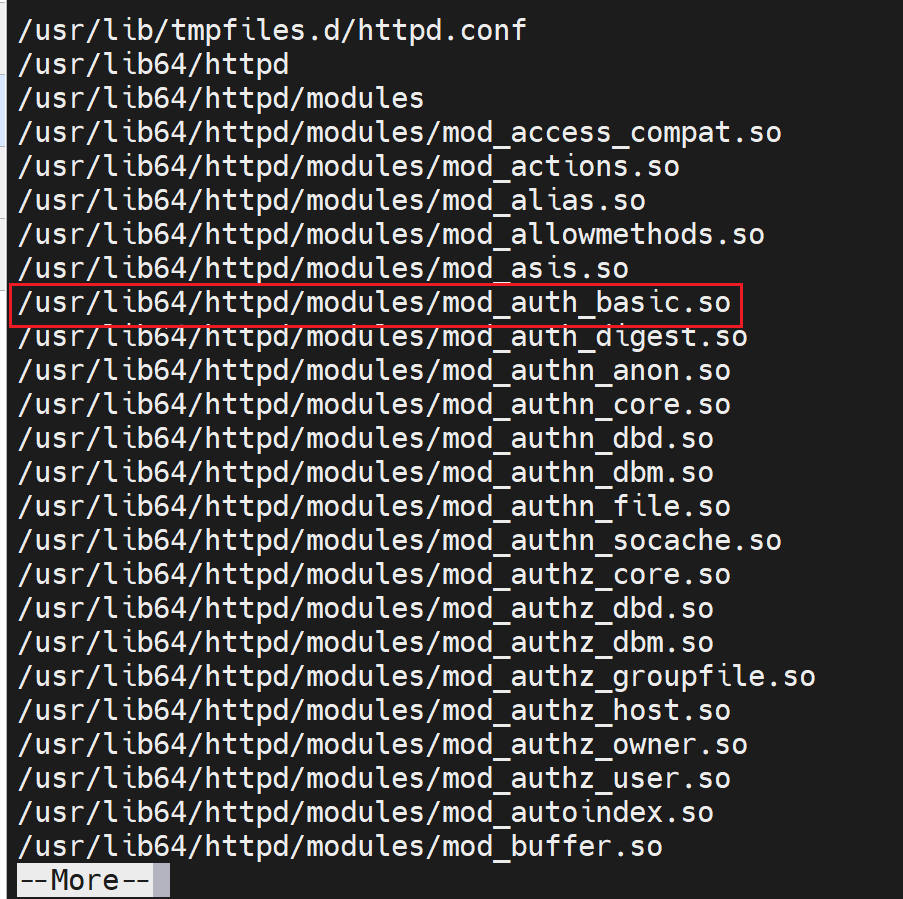 /usr/lib/tmpfiles.d/httpd.conf
/usr/lib64/httpd
/usr/lib64/httpd/modules
/usr/lib64/httpd/modules/mod_access_compat.so
/usr/lib64/httpd/modules/mod_actions.so
/usr/lib64/httpd/modules/mod_alias.so
/usr/lib64/httpd/modules/mod_allowmethods.so
/usr/lib64/httpd/modules/mod_asis.so
/usr/lib64/httpd/modules/mod_auth_basic.so
/usr/lib64/httpd/modules/mod_auth_digest.so
/usr/lib64/httpd/modules/mod_authn_anon.so
/usr/lib64/httpd/modules/mod_authn_core.so
/usr/lib64/httpd/modules/mod_authn_dbd.so
/usr/lib64/httpd/modules/mod_authn_dbm.so
/usr/lib64/httpd/modules/mod_authn_file.so
/usr/lib64/httpd/modules/mod_authn_socache.so
/usr/lib64/httpd/modules/mod_authz_core.so
/usr/lib64/httpd/modules/mod_authz_dbd.so
/usr/lib64/httpd/modules/mod_authz_dbm.so
/usr/lib64/httpd/modules/mod_authz_groupfile.so
/usr/lib64/httpd/modules/mod_authz_host.so
/usr/lib64/httpd/modules/mod_authz_owner.so
/usr/lib64/httpd/modules/mod_authz_user.so
/usr/lib64/httpd/modules/mod_autoindex.so
/usr/lib64/httpd/modules/mod_buffer.so
--More--